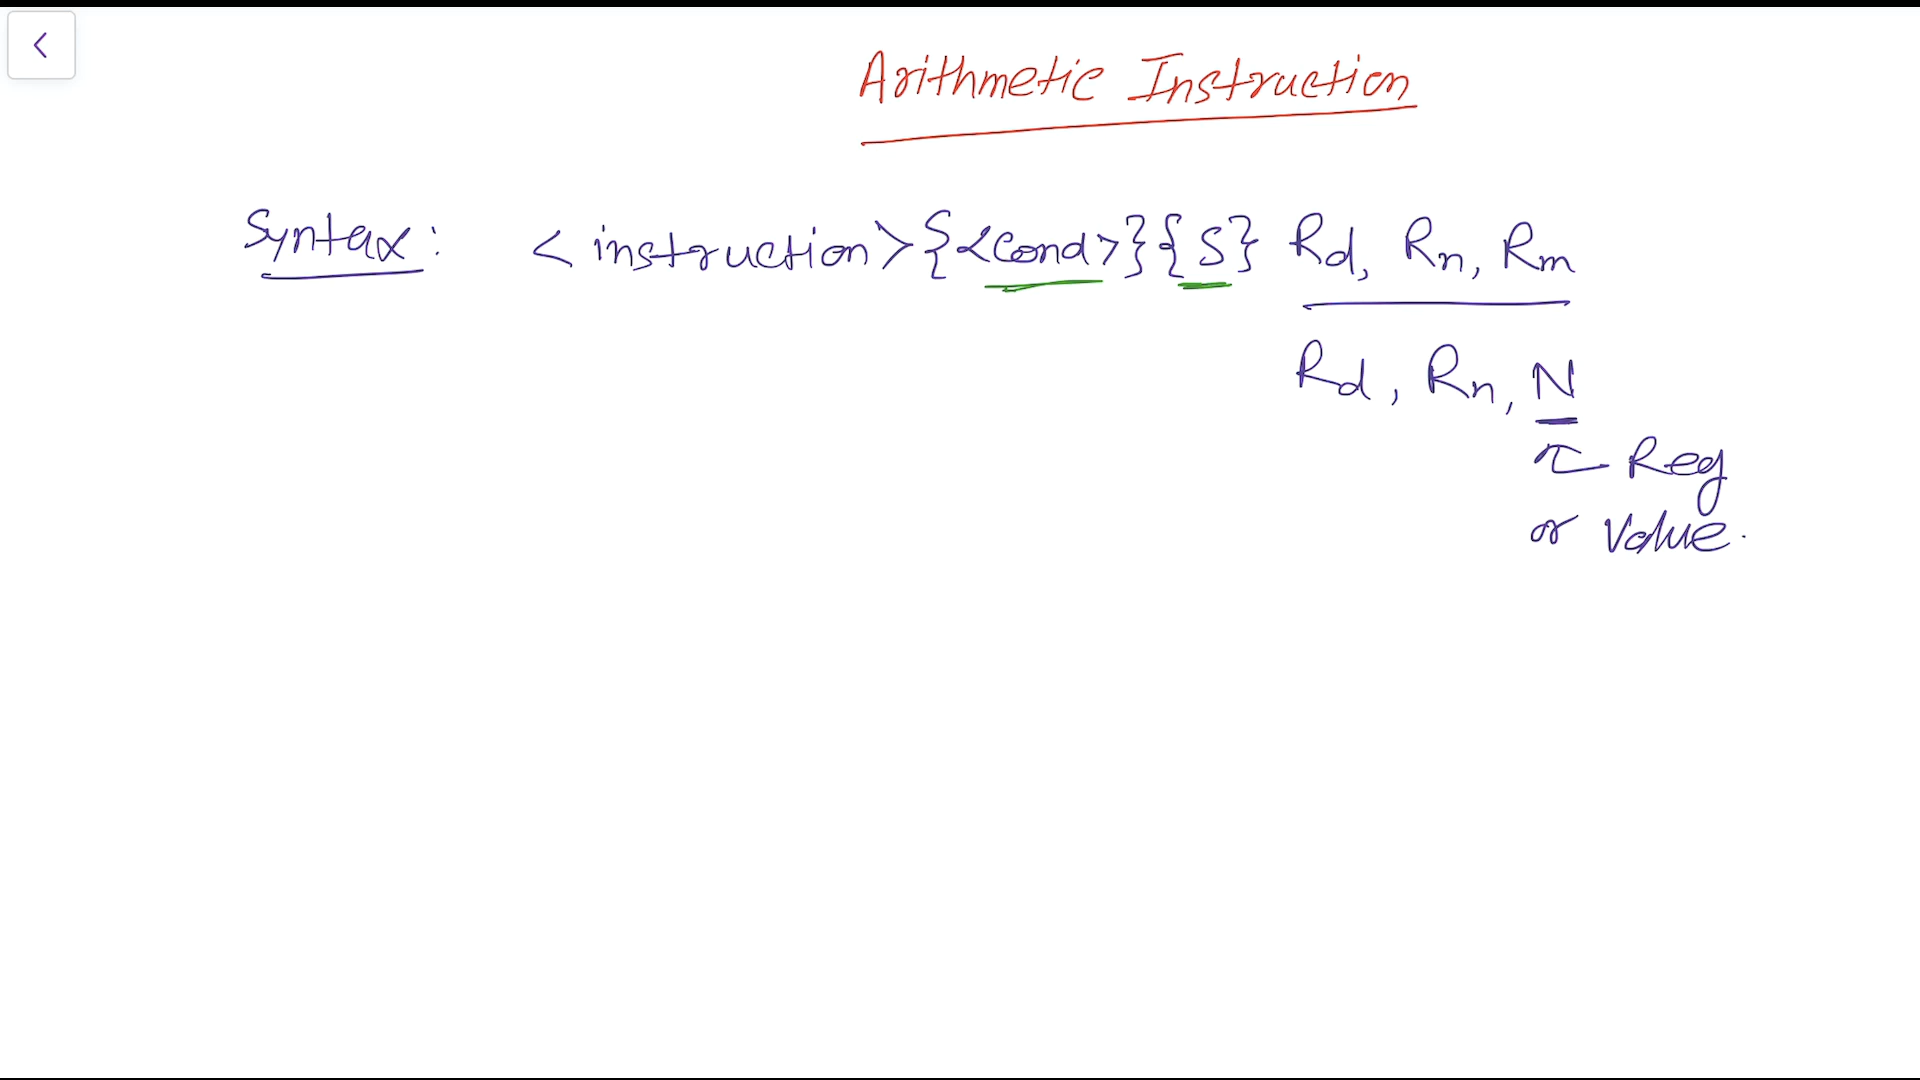 Arithmetic Instruction
Syntax: <instruction>{<cond>}{S} Rd, Rn, Rm
Rd, Rn, N
Reg
or Value.